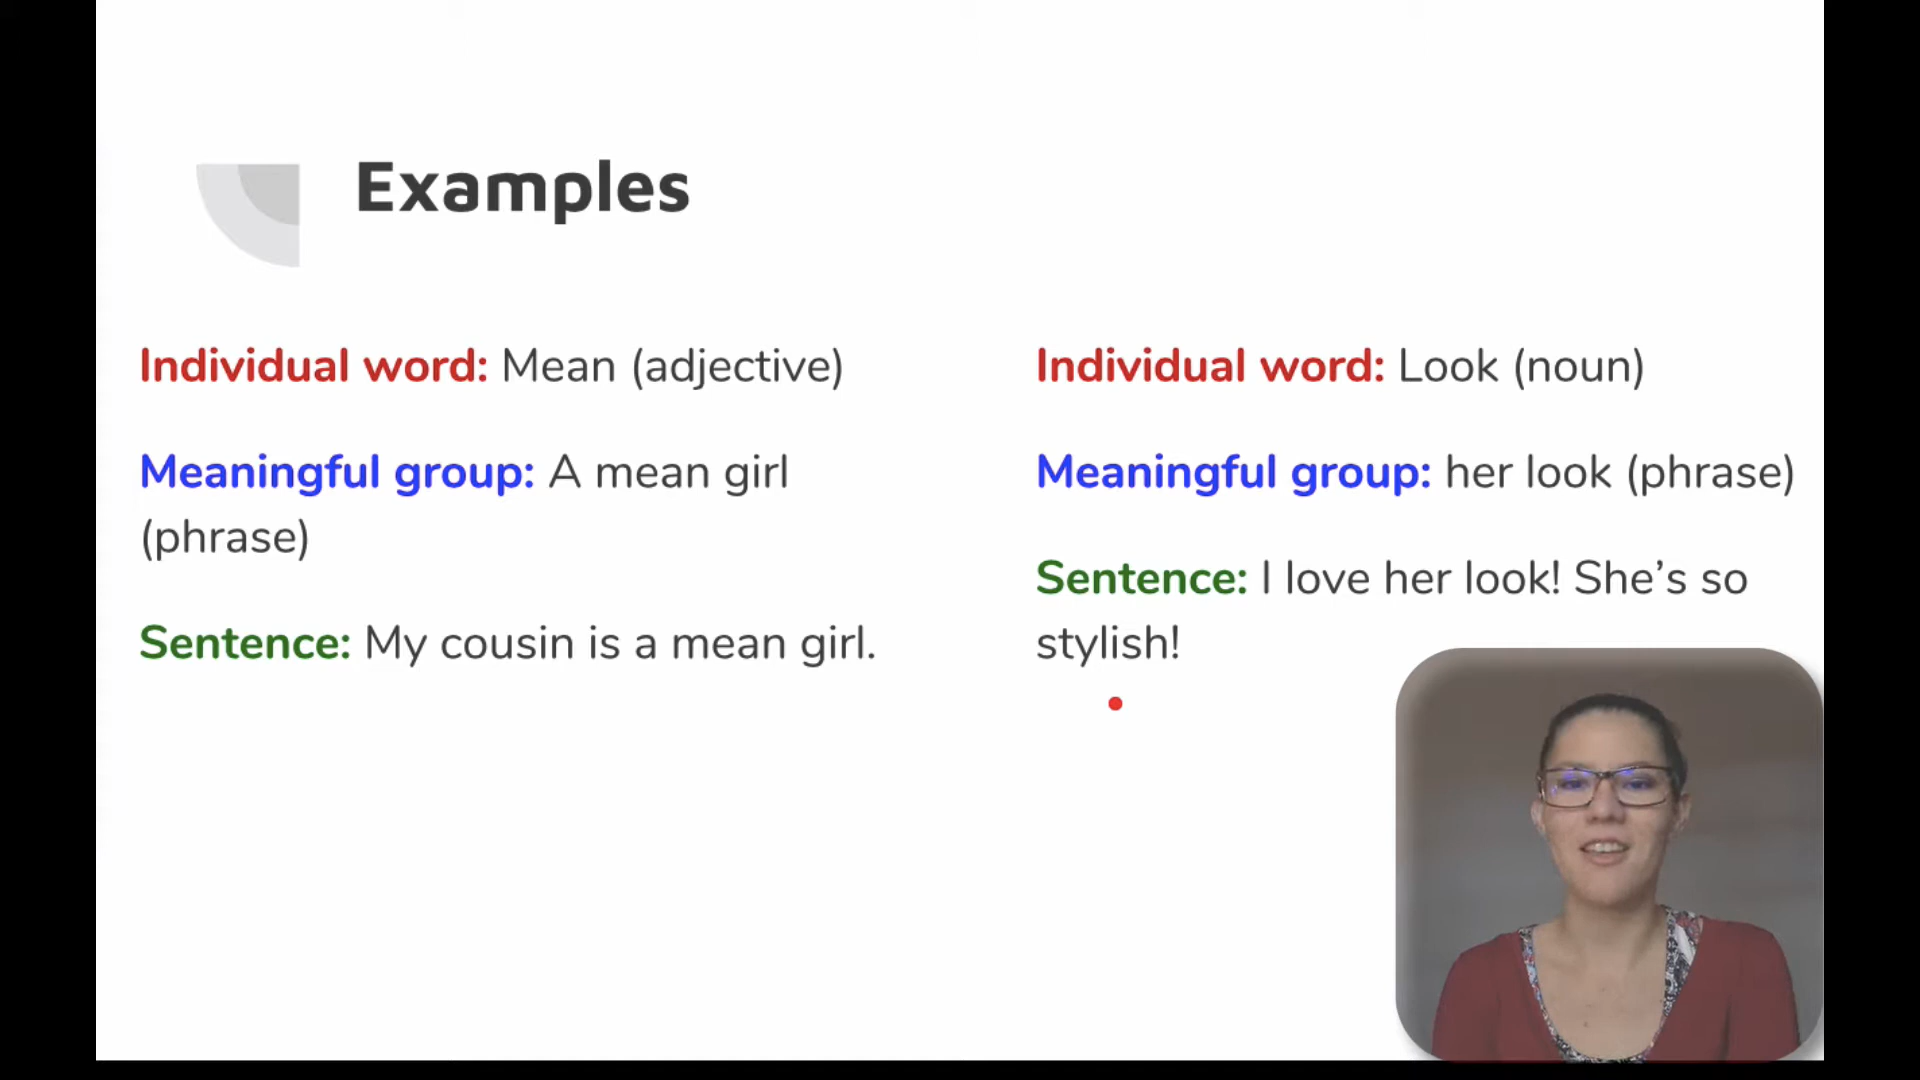 Examples
Individual word: Mean (adjective)
Meaningful group: A mean girl
(phrase)
Sentence: My cousin is a mean girl.
Individual word: Look (noun)
Meaningful group: her look (phrase)
Sentence: I love her look! She’s so
stylish!